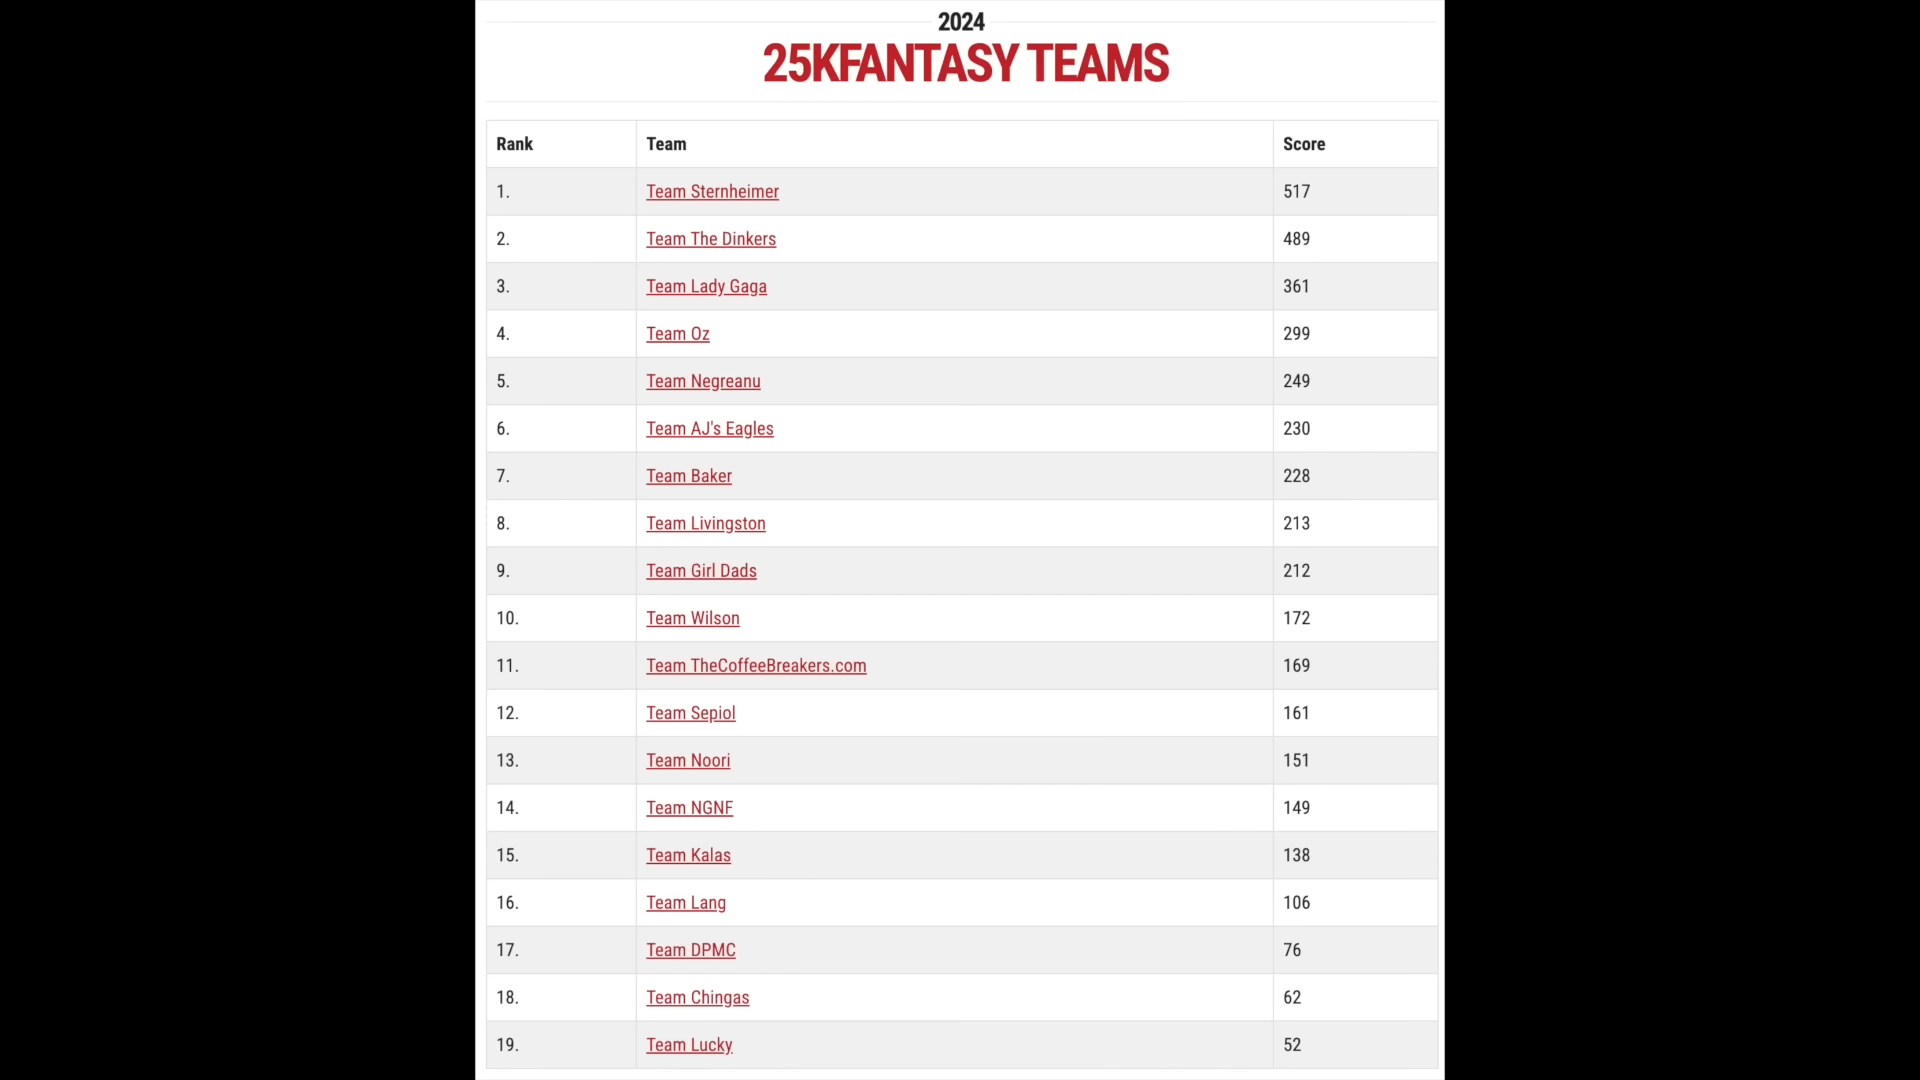 2024
25KFANTASY TEAMS
Rank Team Score
1. Team Sternheimer 517
2. Team The Dinkers 489
3. Team Lady Gaga 361
4. Team Oz 299
5. Team Negreanu 249
6. Team AJ's Eagles 230
7. Team Baker 228
8. Team Livingston 213
9. Team Girl Dads 212
10. Team Wilson 172
11. Team TheCoffeeBreakers.com 169
12. Team Sepiol 161
13. Team Noori 151
14. Team NGNF 149
15. Team Kalas 138
16. Team Lang 106
17. Team DPMC 76
18. Team Chingas 62
19. Team Lucky 52